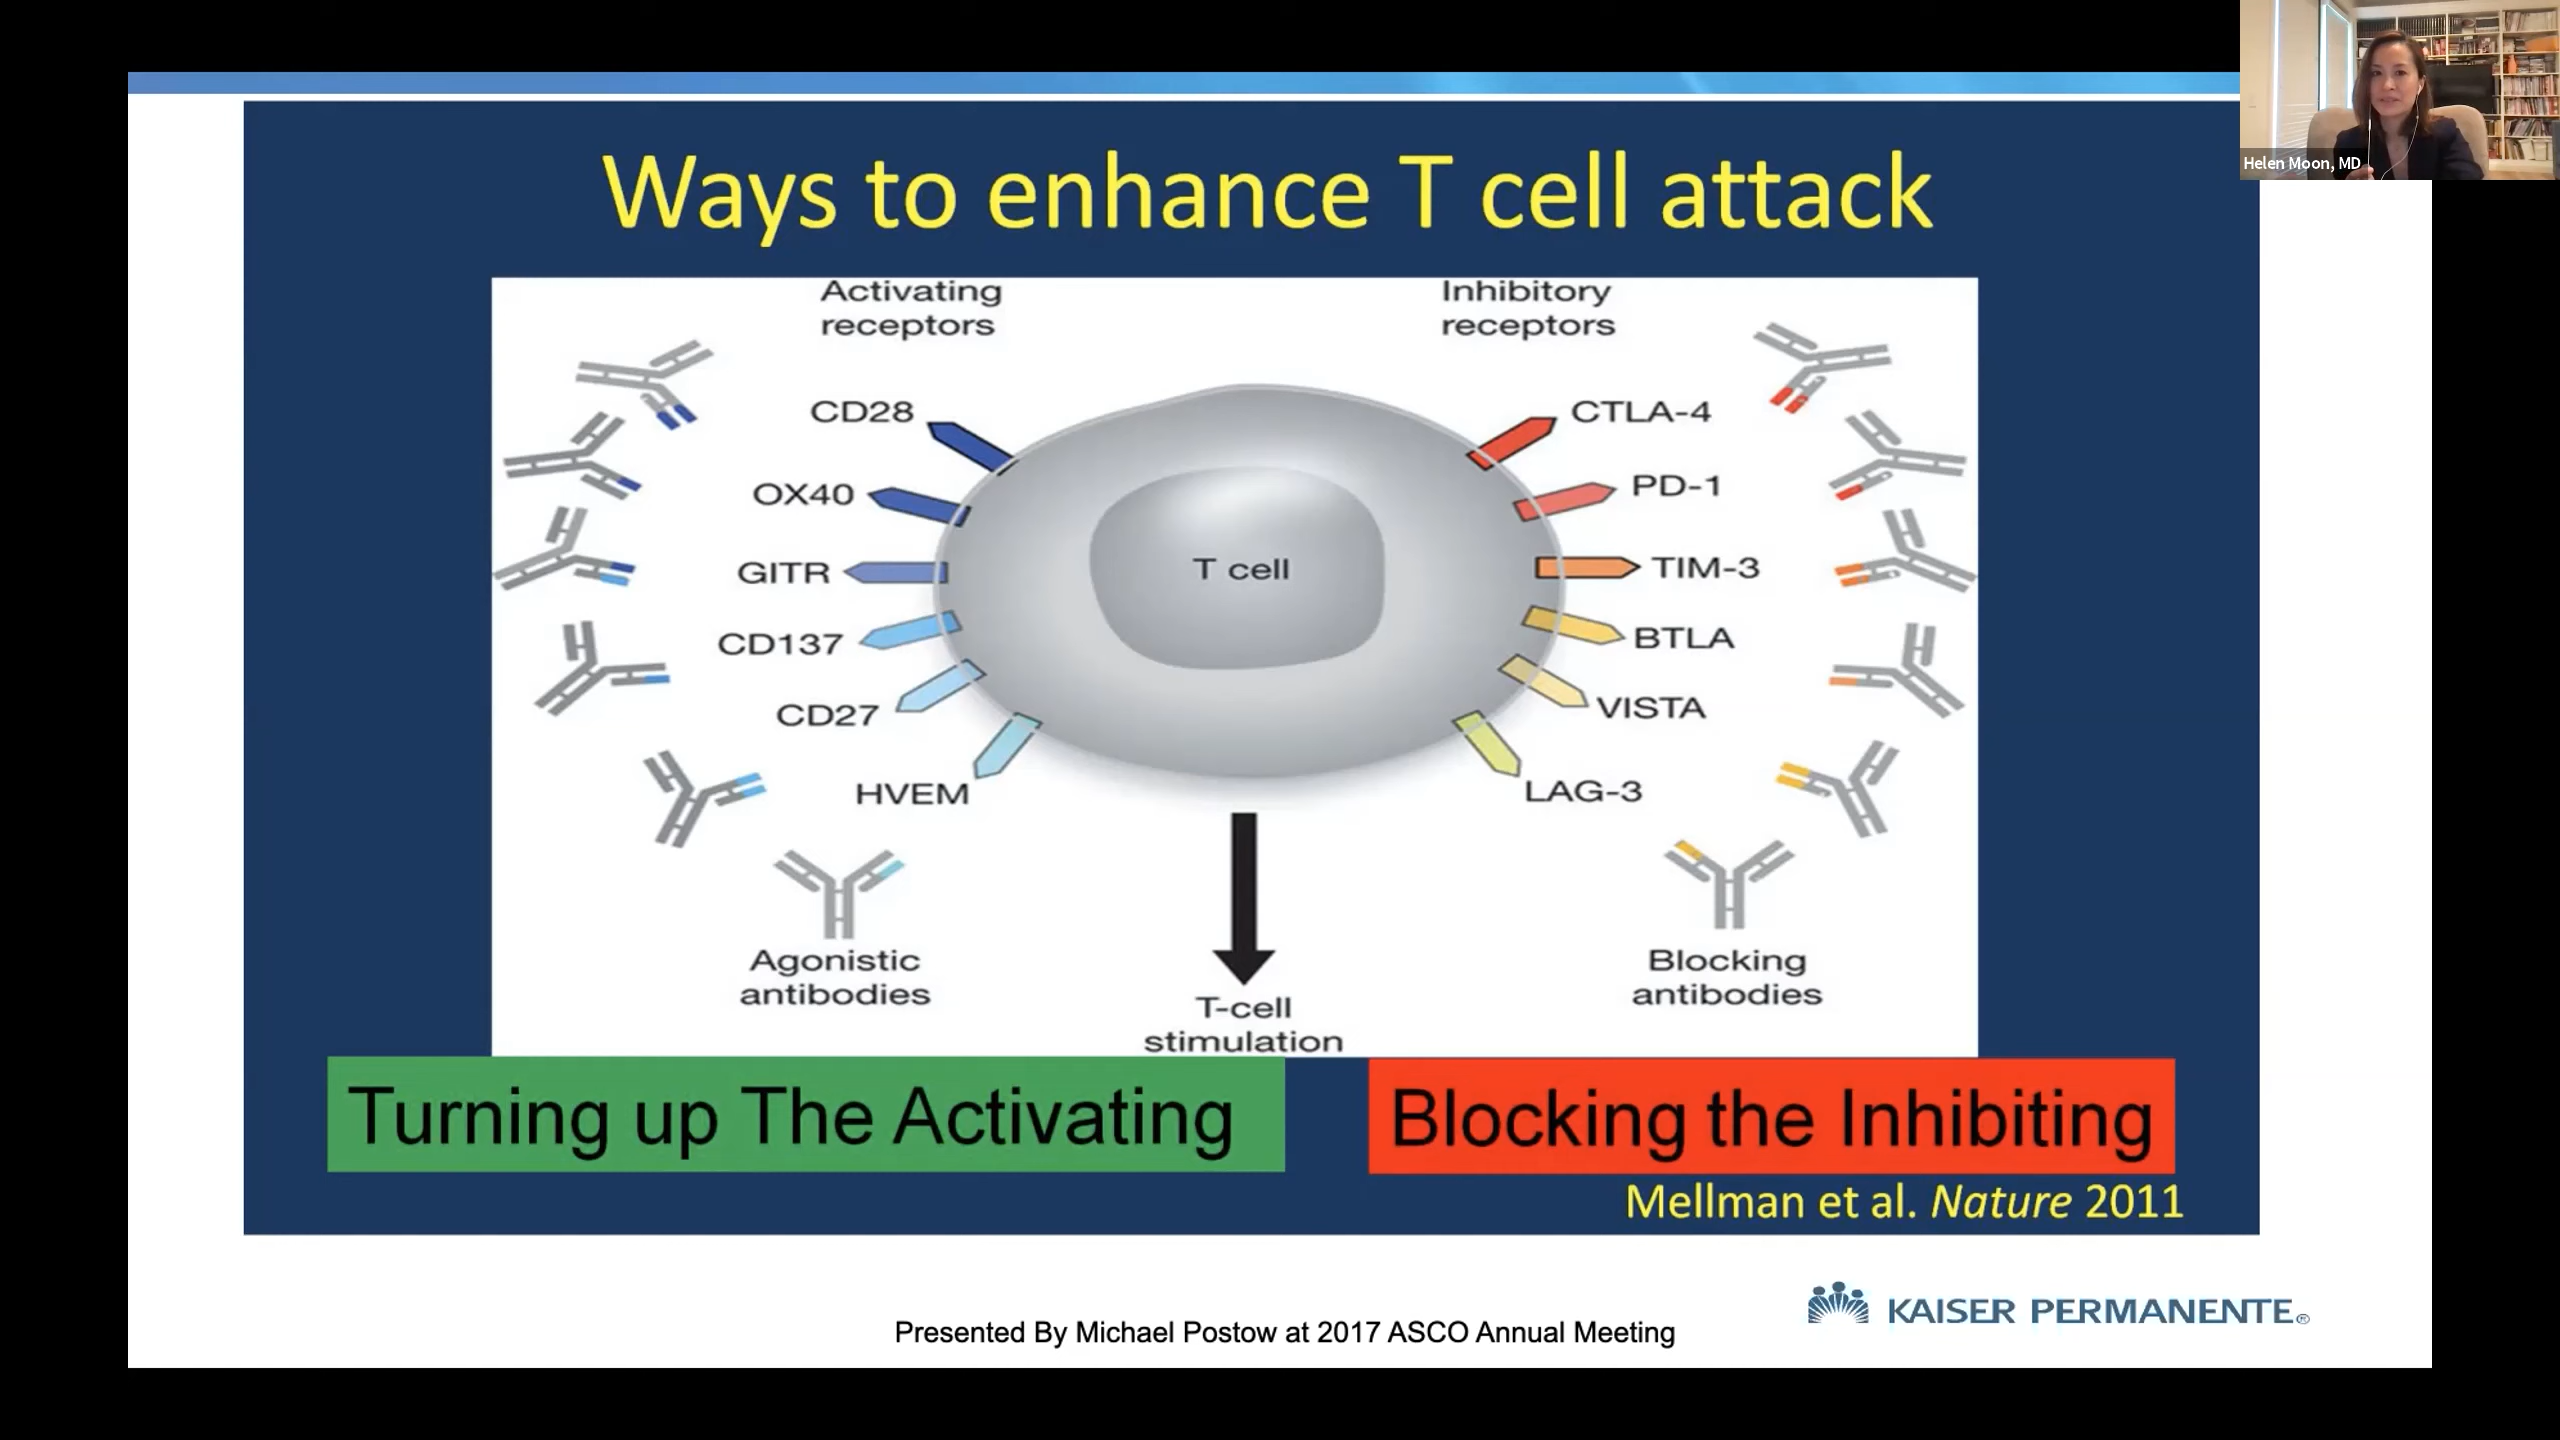 Helen Moon, MD
Ways to enhance T cell attack
Activating
receptors
Inhibitory
receptors
CD28
OX40
GITR
CD137
CD27
HVEM
T cell
CTLA-4
PD-1
TIM-3
BTLA
VISTA
LAG-3
Agonistic
antibodies
T-cell
stimulation
Blocking
antibodies
Turning up The Activating
Blocking the Inhibiting
Mellman et al. Nature 2011
Presented By Michael Postow at 2017 ASCO Annual Meeting
KAISER PERMANENTE®